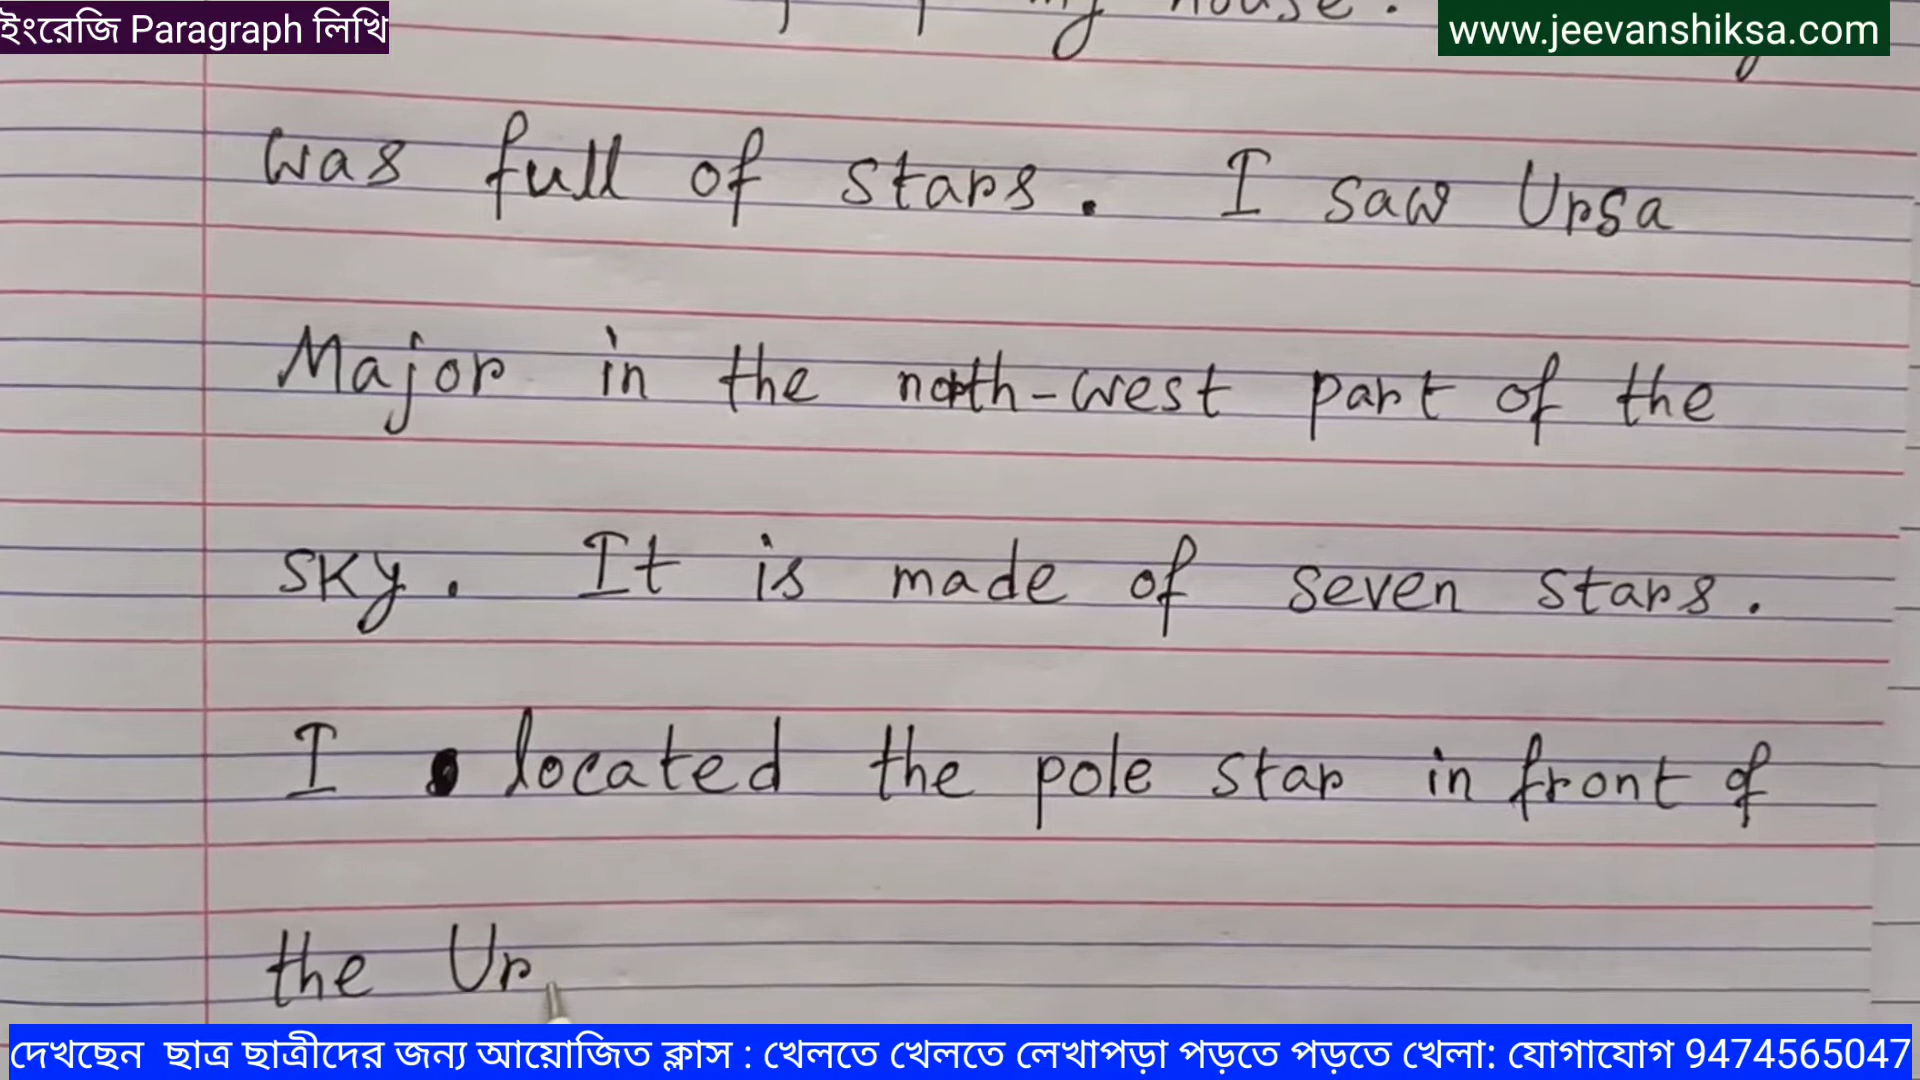 ইংরেজি Paragraph লিখি
www.jeevanshiksa.com
my house.
was full of stars. I saw Ursa
Major in the north-west part of the
sky. It is made of seven stars.
I located the pole star in front of
the Ur
দেখছেন ছাত্র ছাত্রীদের জন্য আয়োজিত ক্লাস : খেলতে খেলতে লেখাপড়া পড়তে পড়তে খেলা: যোগাযোগ 9474565047